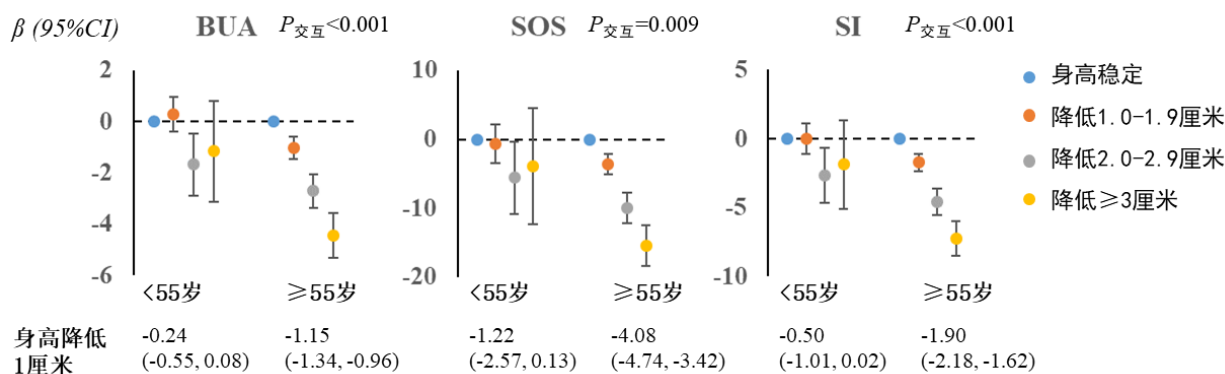 β (95%CI) BUA P交互<0.001 SOS P交互=0.009 SI P交互<0.001
2
0
-2
-4
-6
<55岁 ≥55岁
10
0
-10
-20
<55岁 ≥55岁
5
0
-5
-10
<55岁 ≥55岁
身高稳定
降低1.0-1.9厘米
降低2.0-2.9厘米
降低≥3厘米
身高降低 -0.24 -1.15 -1.22 -4.08 -0.50 -1.90
1厘米 (-0.55, 0.08) (-1.34, -0.96) (-2.57, 0.13) (-4.74, -3.42) (-1.01, 0.02) (-2.18, -1.62)